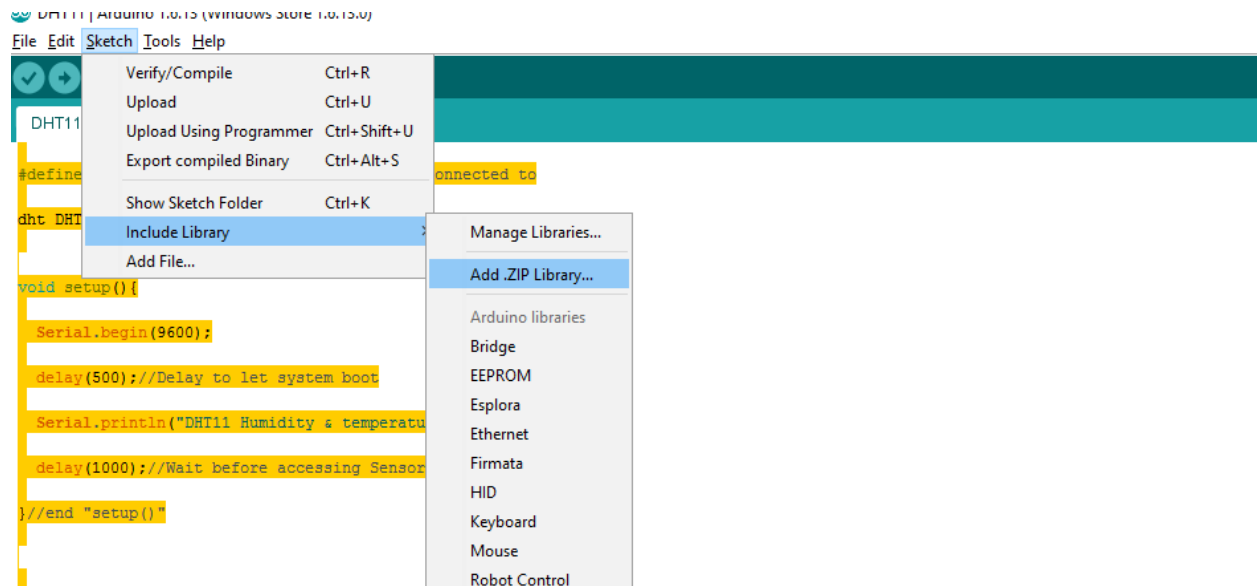 DHT11 | Arduino 1.6.13 (Windows Store 1.6.13.0)
File Edit Sketch Tools Help
Verify/Compile Ctrl+R
Upload Ctrl+U
Upload Using Programmer Ctrl+Shift+U
Export compiled Binary Ctrl+Alt+S
Show Sketch Folder Ctrl+K
Include Library
Add File...
Manage Libraries...
Add .ZIP Library...
Arduino libraries
Bridge
EEPROM
Esplora
Ethernet
Firmata
HID
Keyboard
Mouse
Robot Control
DHT11
#define onnected to
dht DHT
void setup(){
Serial.begin(9600);
delay(500);//Delay to let system boot
Serial.println("DHT11 Humidity & temperatu
delay(1000);//Wait before accessing Sensor
}//end "setup()"